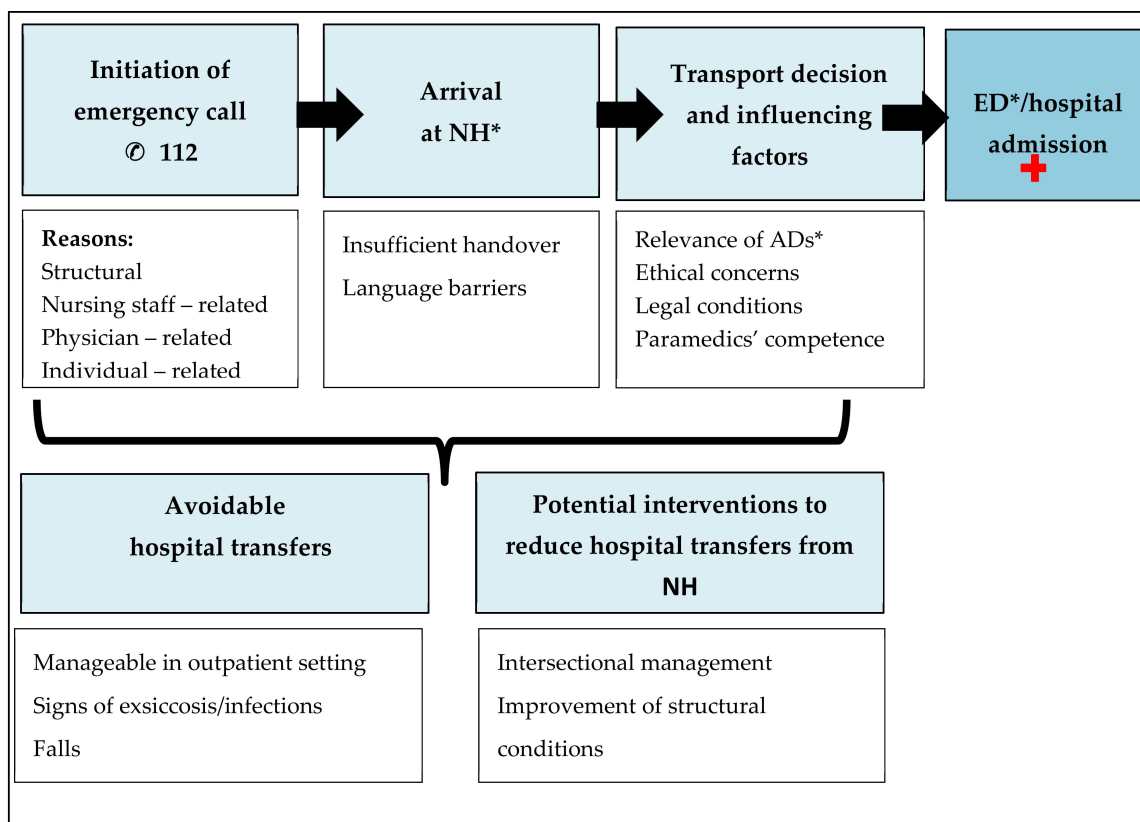 Initiation of
emergency call
✆ 112
Arrival
at NH*
Transport decision
and influencing
factors
ED*/hospital
admission
Reasons:
Structural
Nursing staff – related
Physician – related
Individual – related
Insufficient handover
Language barriers
Relevance of ADs*
Ethical concerns
Legal conditions
Paramedics’ competence
Avoidable
hospital transfers
Potential interventions to
reduce hospital transfers from
NH
Manageable in outpatient setting
Signs of exsiccosis/infections
Falls
Intersectional management
Improvement of structural
conditions